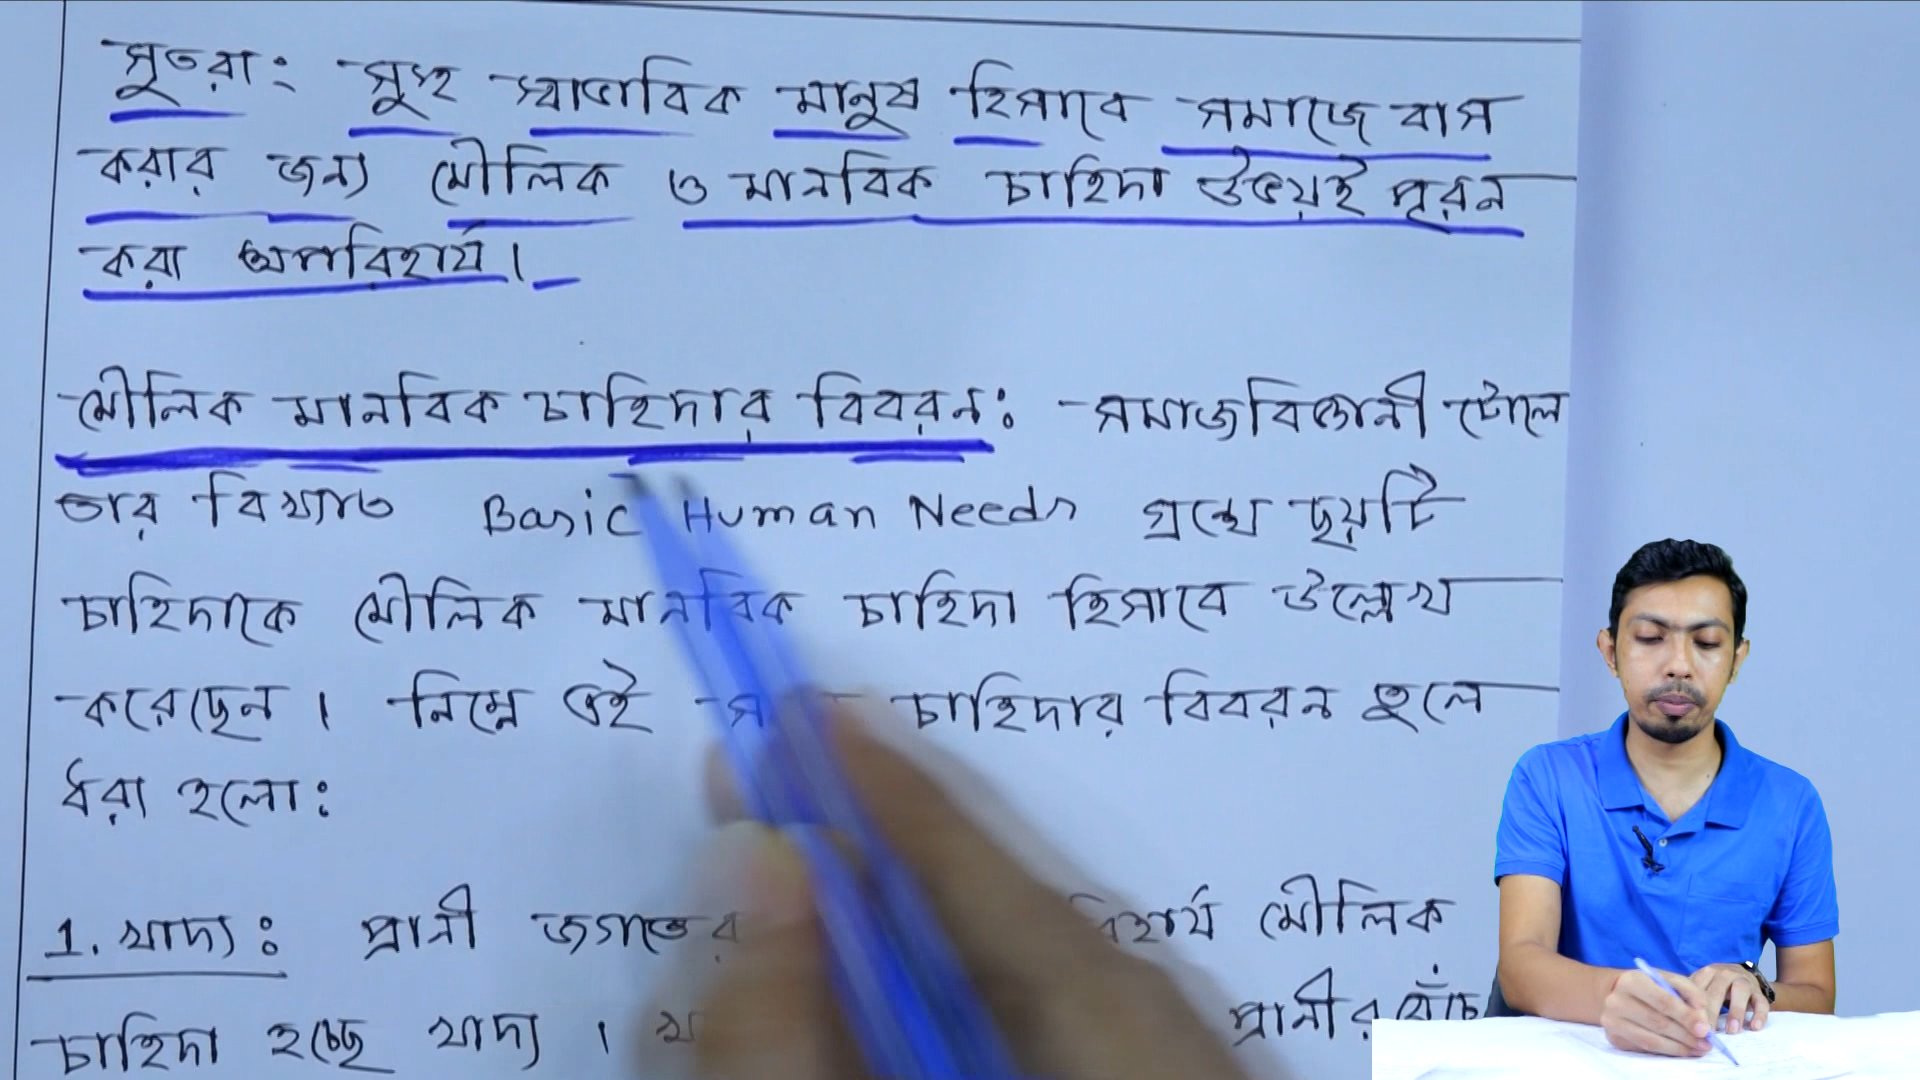 সুতরাং সুস্থ স্বাভাবিক মানুষ হিসাবে সমাজে বাস
করার জন্য মৌলিক ও মানবিক চাহিদা উভয়ই পূরন
করা অপরিহার্য।
মৌলিক মানবিক চাহিদার বিবরন: সমাজবিজ্ঞানী টোলে
তার বিখ্যাত Basic Human Needs গ্রন্থে ছয়টি
চাহিদাকে মৌলিক মানবিক চাহিদা হিসাবে উল্লেখ
করেছেন। নিম্নে এই চাহিদার বিবরন তুলে
ধরা হলো:
1. খাদ্য: প্রানী জগতের মৌলিক
চাহিদা হচ্ছে খাদ্য। প্রানীর বেঁচে